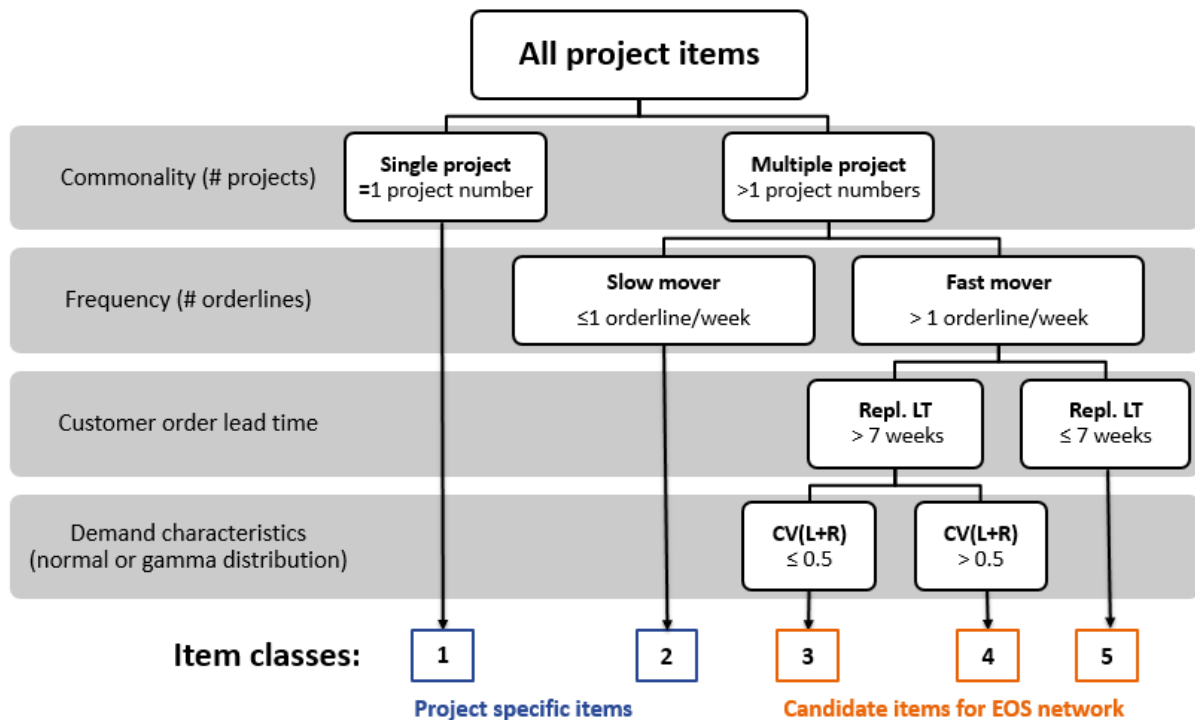 All project items
Commonality (# projects)
Single project
=1 project number
Multiple project
>1 project numbers
Frequency (# orderlines)
Slow mover
≤1 orderline/week
Fast mover
> 1 orderline/week
Customer order lead time
Repl. LT
> 7 weeks
Repl. LT
≤ 7 weeks
Demand characteristics
(normal or gamma distribution)
CV(L+R)
≤ 0.5
CV(L+R)
> 0.5
Item classes:
1
2
3
4
5
Project specific items
Candidate items for EOS network